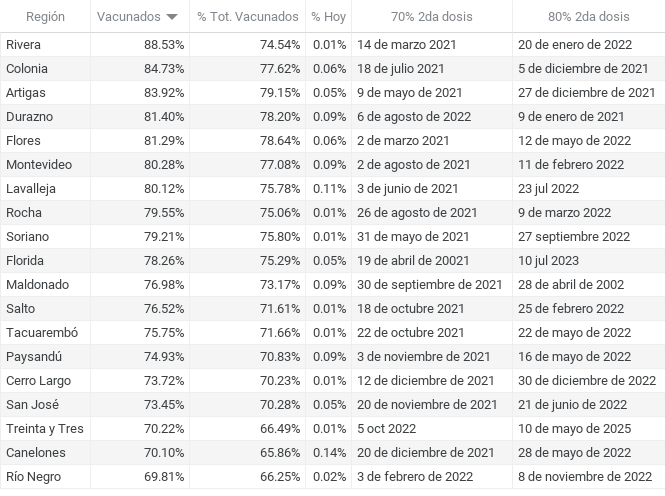 Región Vacunados % Tot. Vacunados % Hoy 70% 2da dosis 80% 2da dosis
Rivera 88.53% 74.54% 0.01% 14 de marzo 2021 20 de enero de 2022
Colonia 84.73% 77.62% 0.06% 18 de julio 2021 5 de diciembre de 2021
Artigas 83.92% 79.15% 0.05% 9 de mayo de 2021 27 de diciembre de 2021
Durazno 81.40% 78.20% 0.09% 6 de agosto de 2022 9 de enero de 2021
Flores 81.29% 78.64% 0.06% 2 de marzo 2021 12 de mayo de 2022
Montevideo 80.28% 77.08% 0.09% 2 de agosto de 2021 11 de febrero 2022
Lavalleja 80.12% 75.78% 0.11% 3 de junio de 2021 23 jul 2022
Rocha 79.55% 75.06% 0.01% 26 de agosto de 2021 9 de marzo 2022
Soriano 79.21% 75.80% 0.01% 31 de mayo de 2021 27 septiembre 2022
Florida 78.26% 75.29% 0.05% 19 de abril de 20021 10 jul 2023
Maldonado 76.98% 73.17% 0.09% 30 de septiembre de 2021 28 de abril de 2002
Salto 76.52% 71.61% 0.01% 18 de octubre 2021 25 de febrero 2022
Tacuarembó 75.75% 71.66% 0.01% 22 de octubre 2021 22 de mayo de 2022
Paysandú 74.93% 70.83% 0.09% 3 de noviembre de 2021 16 de mayo de 2022
Cerro Largo 73.72% 70.23% 0.01% 12 de diciembre de 2021 30 de diciembre de 2022
San José 73.45% 70.28% 0.05% 20 de noviembre de 2021 21 de junio de 2022
Treinta y Tres 70.22% 66.49% 0.01% 5 oct 2022 10 de mayo de 2025
Canelones 70.10% 65.86% 0.14% 20 de diciembre de 2021 28 de mayo de 2022
Río Negro 69.81% 66.25% 0.02% 3 de febrero de 2022 8 de noviembre de 2022